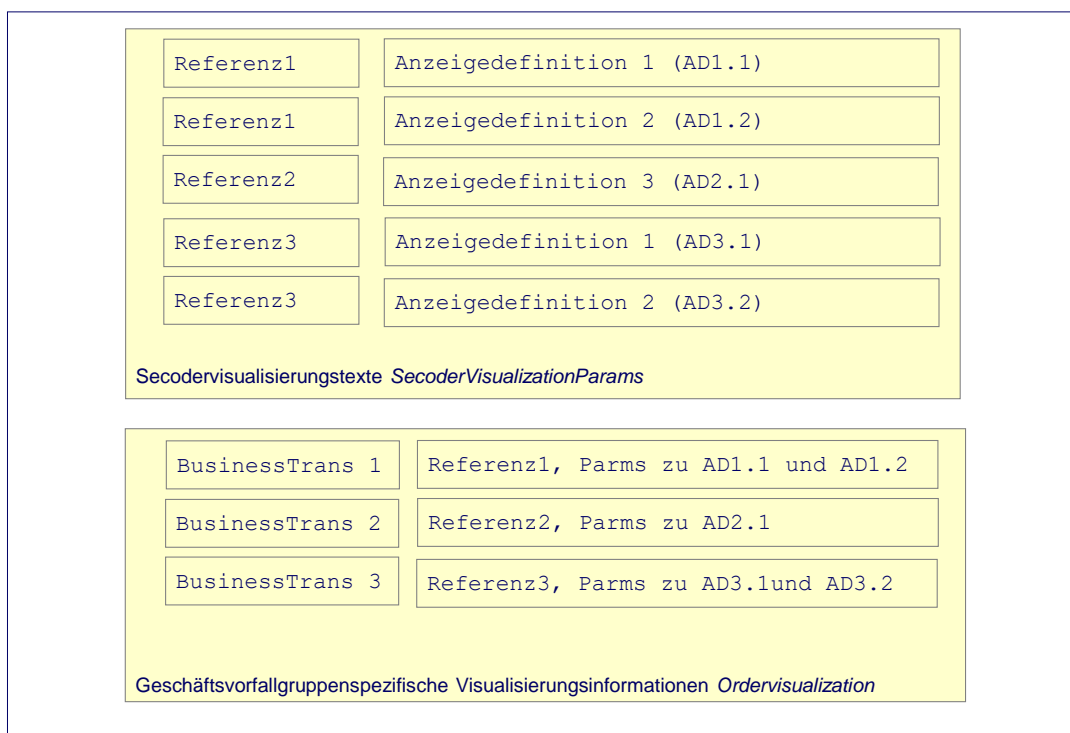 Referenz1 Anzeigedefinition 1 (AD1.1)
Referenz1 Anzeigedefinition 2 (AD1.2)
Referenz2 Anzeigedefinition 3 (AD2.1)
Referenz3 Anzeigedefinition 1 (AD3.1)
Referenz3 Anzeigedefinition 2 (AD3.2)
Secodervisualisierungstexte SecoderVisualizationParams
BusinessTrans 1 Referenz1, Parms zu AD1.1 und AD1.2
BusinessTrans 2 Referenz2, Parms zu AD2.1
BusinessTrans 3 Referenz3, Parms zu AD3.1und AD3.2
Geschäftsvorfallgruppenspezifische Visualisierungsinformationen Ordervisualization